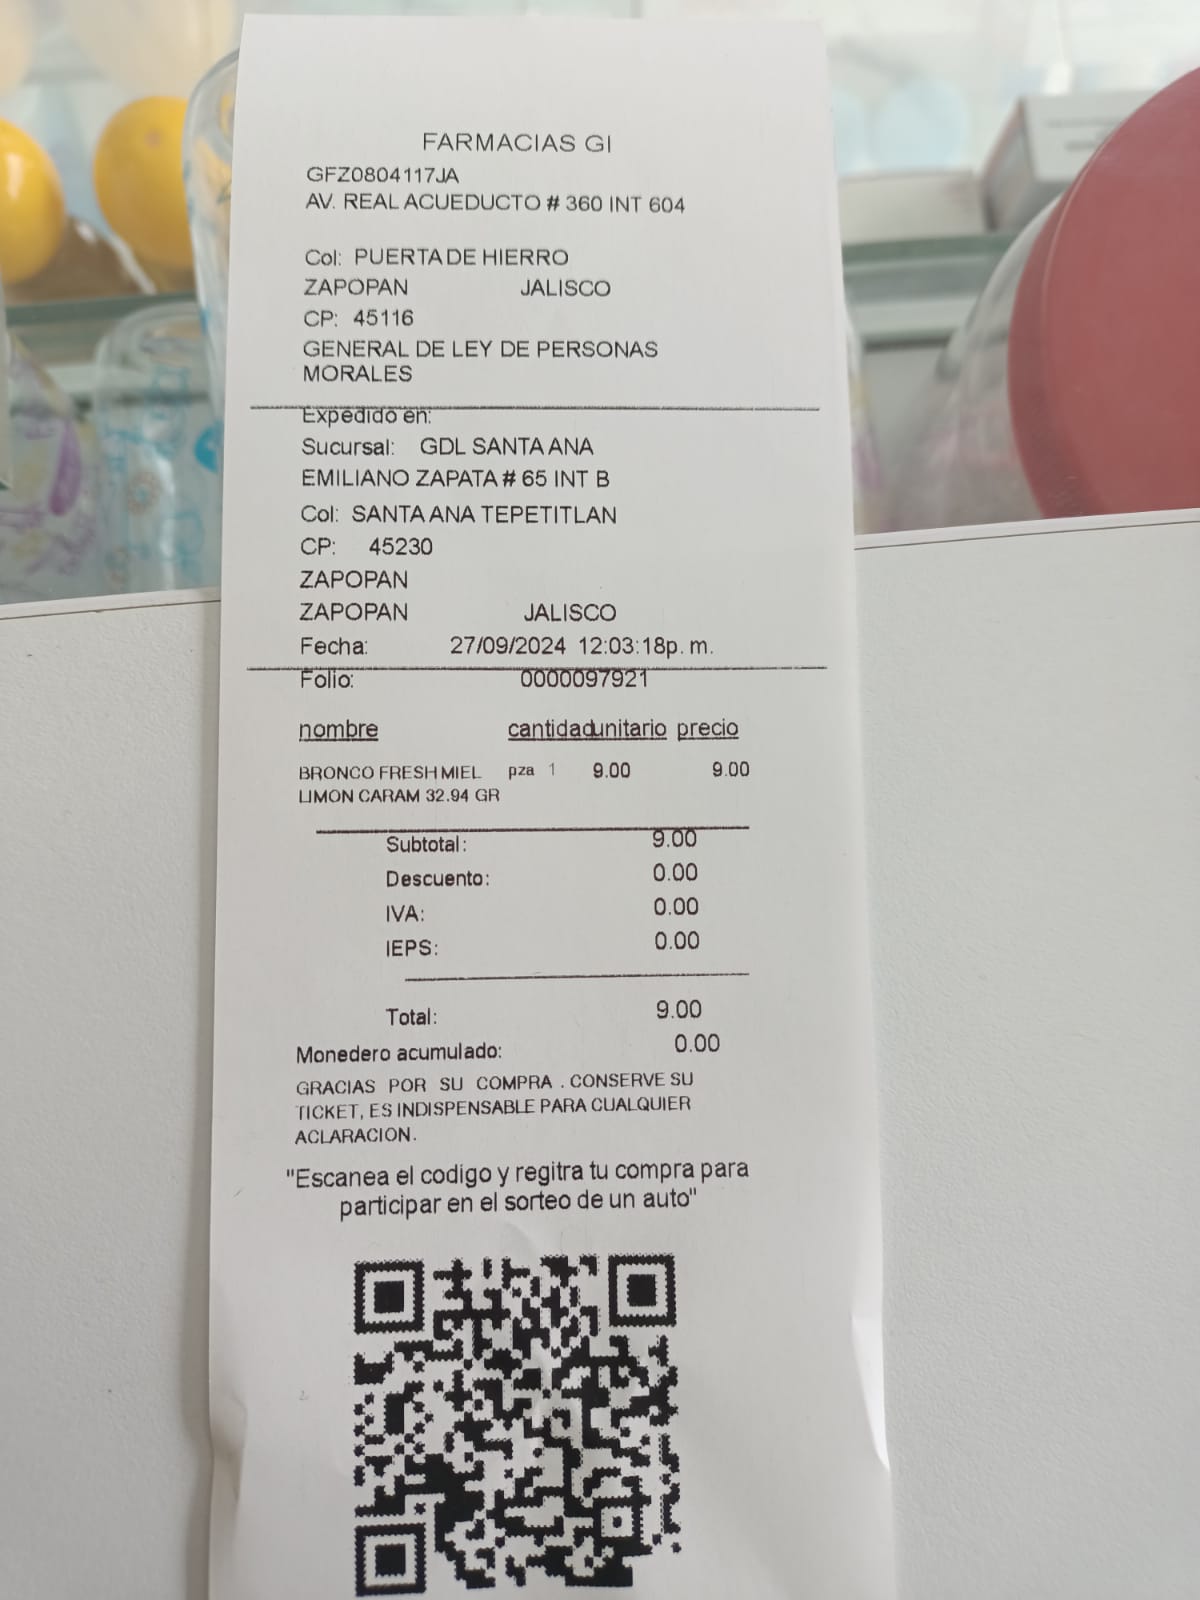 FARMACIAS GI
GFZ0804117JA
AV. REAL ACUEDUCTO # 360 INT 604
Col: PUERTA DE HIERRO
ZAPOPAN JALISCO
CP: 45116
GENERAL DE LEY DE PERSONAS
MORALES
Expedido en:
Sucursal: GDL SANTA ANA
EMILIANO ZAPATA # 65 INT B
Col: SANTA ANA TEPETITLAN
CP: 45230
ZAPOPAN
ZAPOPAN JALISCO
Fecha: 27/09/2024 12:03:18p. m.
Folio: 0000097921
nombre cantidad unitario precio
BRONCO FRESH MIEL pza 1 9.00 9.00
LIMON CARAM 32.94 GR
Subtotal: 9.00
Descuento: 0.00
IVA: 0.00
IEPS: 0.00
Total: 9.00
Monedero acumulado: 0.00
GRACIAS POR SU COMPRA . CONSERVE SU
TICKET, ES INDISPENSABLE PARA CUALQUIER
ACLARACION.
"Escanea el codigo y regitra tu compra para
participar en el sorteo de un auto"